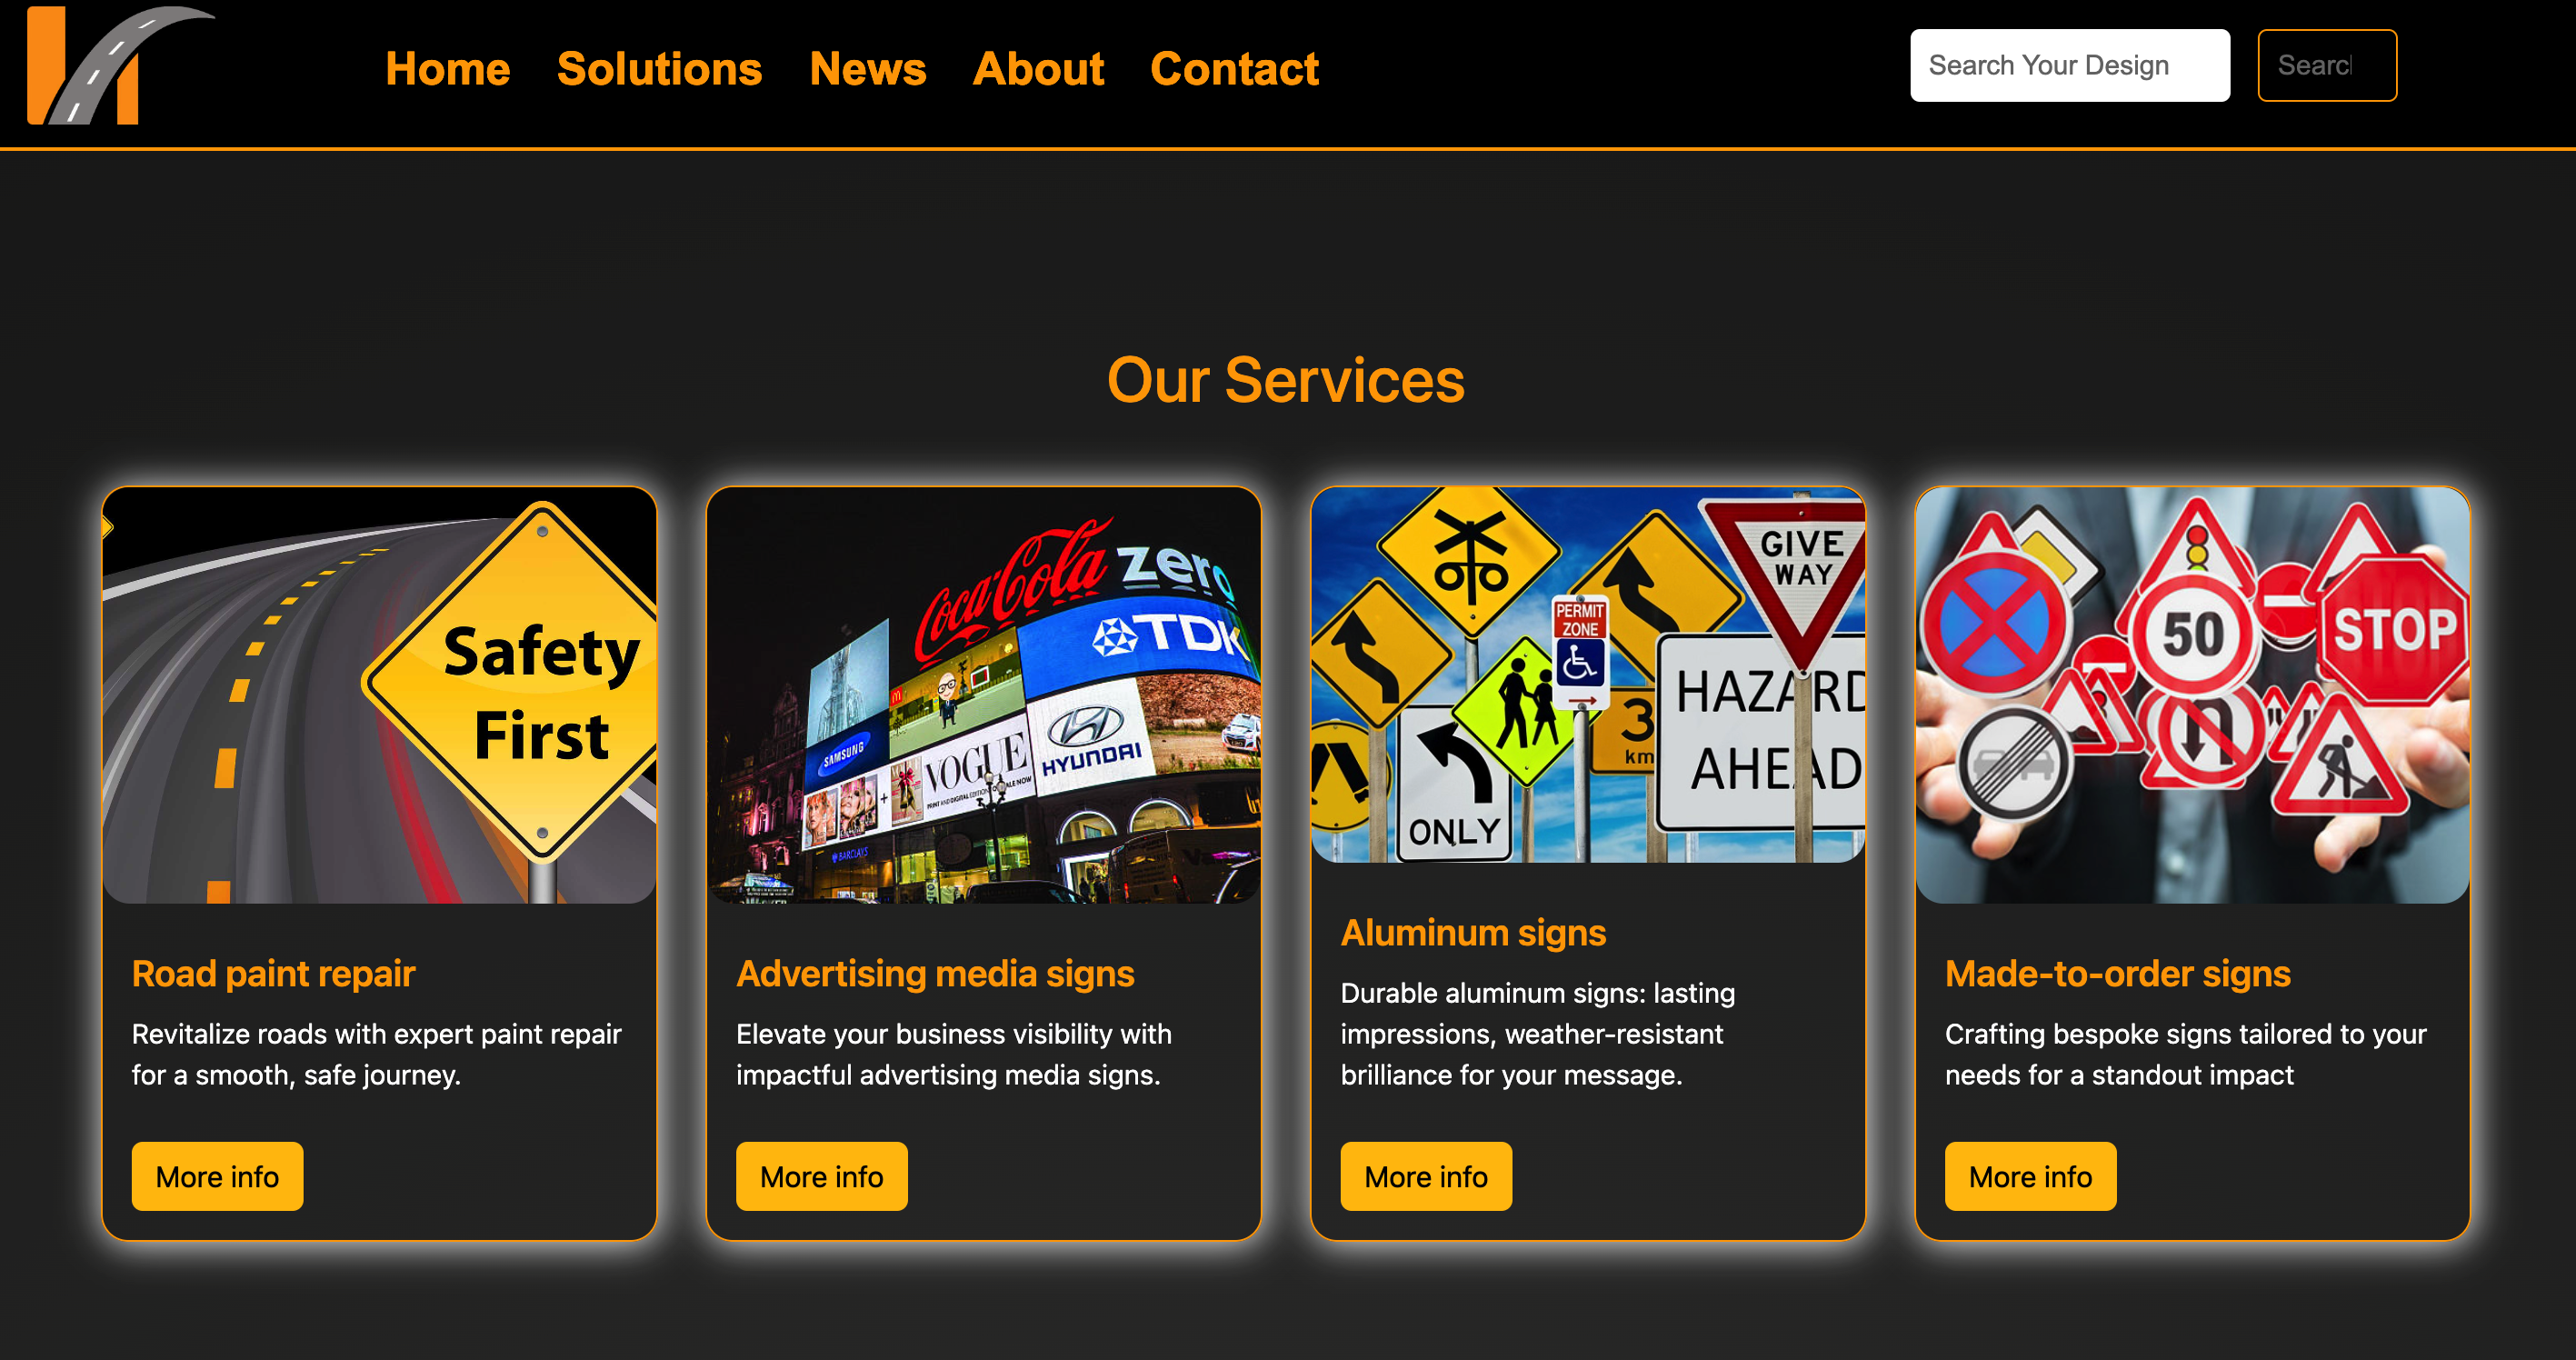 Home Solutions News About Contact
Search Your Design
Searc
Our Services
Safety
First
Coca-Cola zero
TDK
SAMSUNG
VOGUE
HYUNDAI
BARCLAYS
GIVE
WAY
PERMIT
ZONE
HAZARD
AHEAD
3
km
ONLY
50
STOP
Road paint repair
Revitalize roads with expert paint repair
for a smooth, safe journey.
More info
Advertising media signs
Elevate your business visibility with
impactful advertising media signs.
More info
Aluminum signs
Durable aluminum signs: lasting
impressions, weather-resistant
brilliance for your message.
More info
Made-to-order signs
Crafting bespoke signs tailored to your
needs for a standout impact
More info